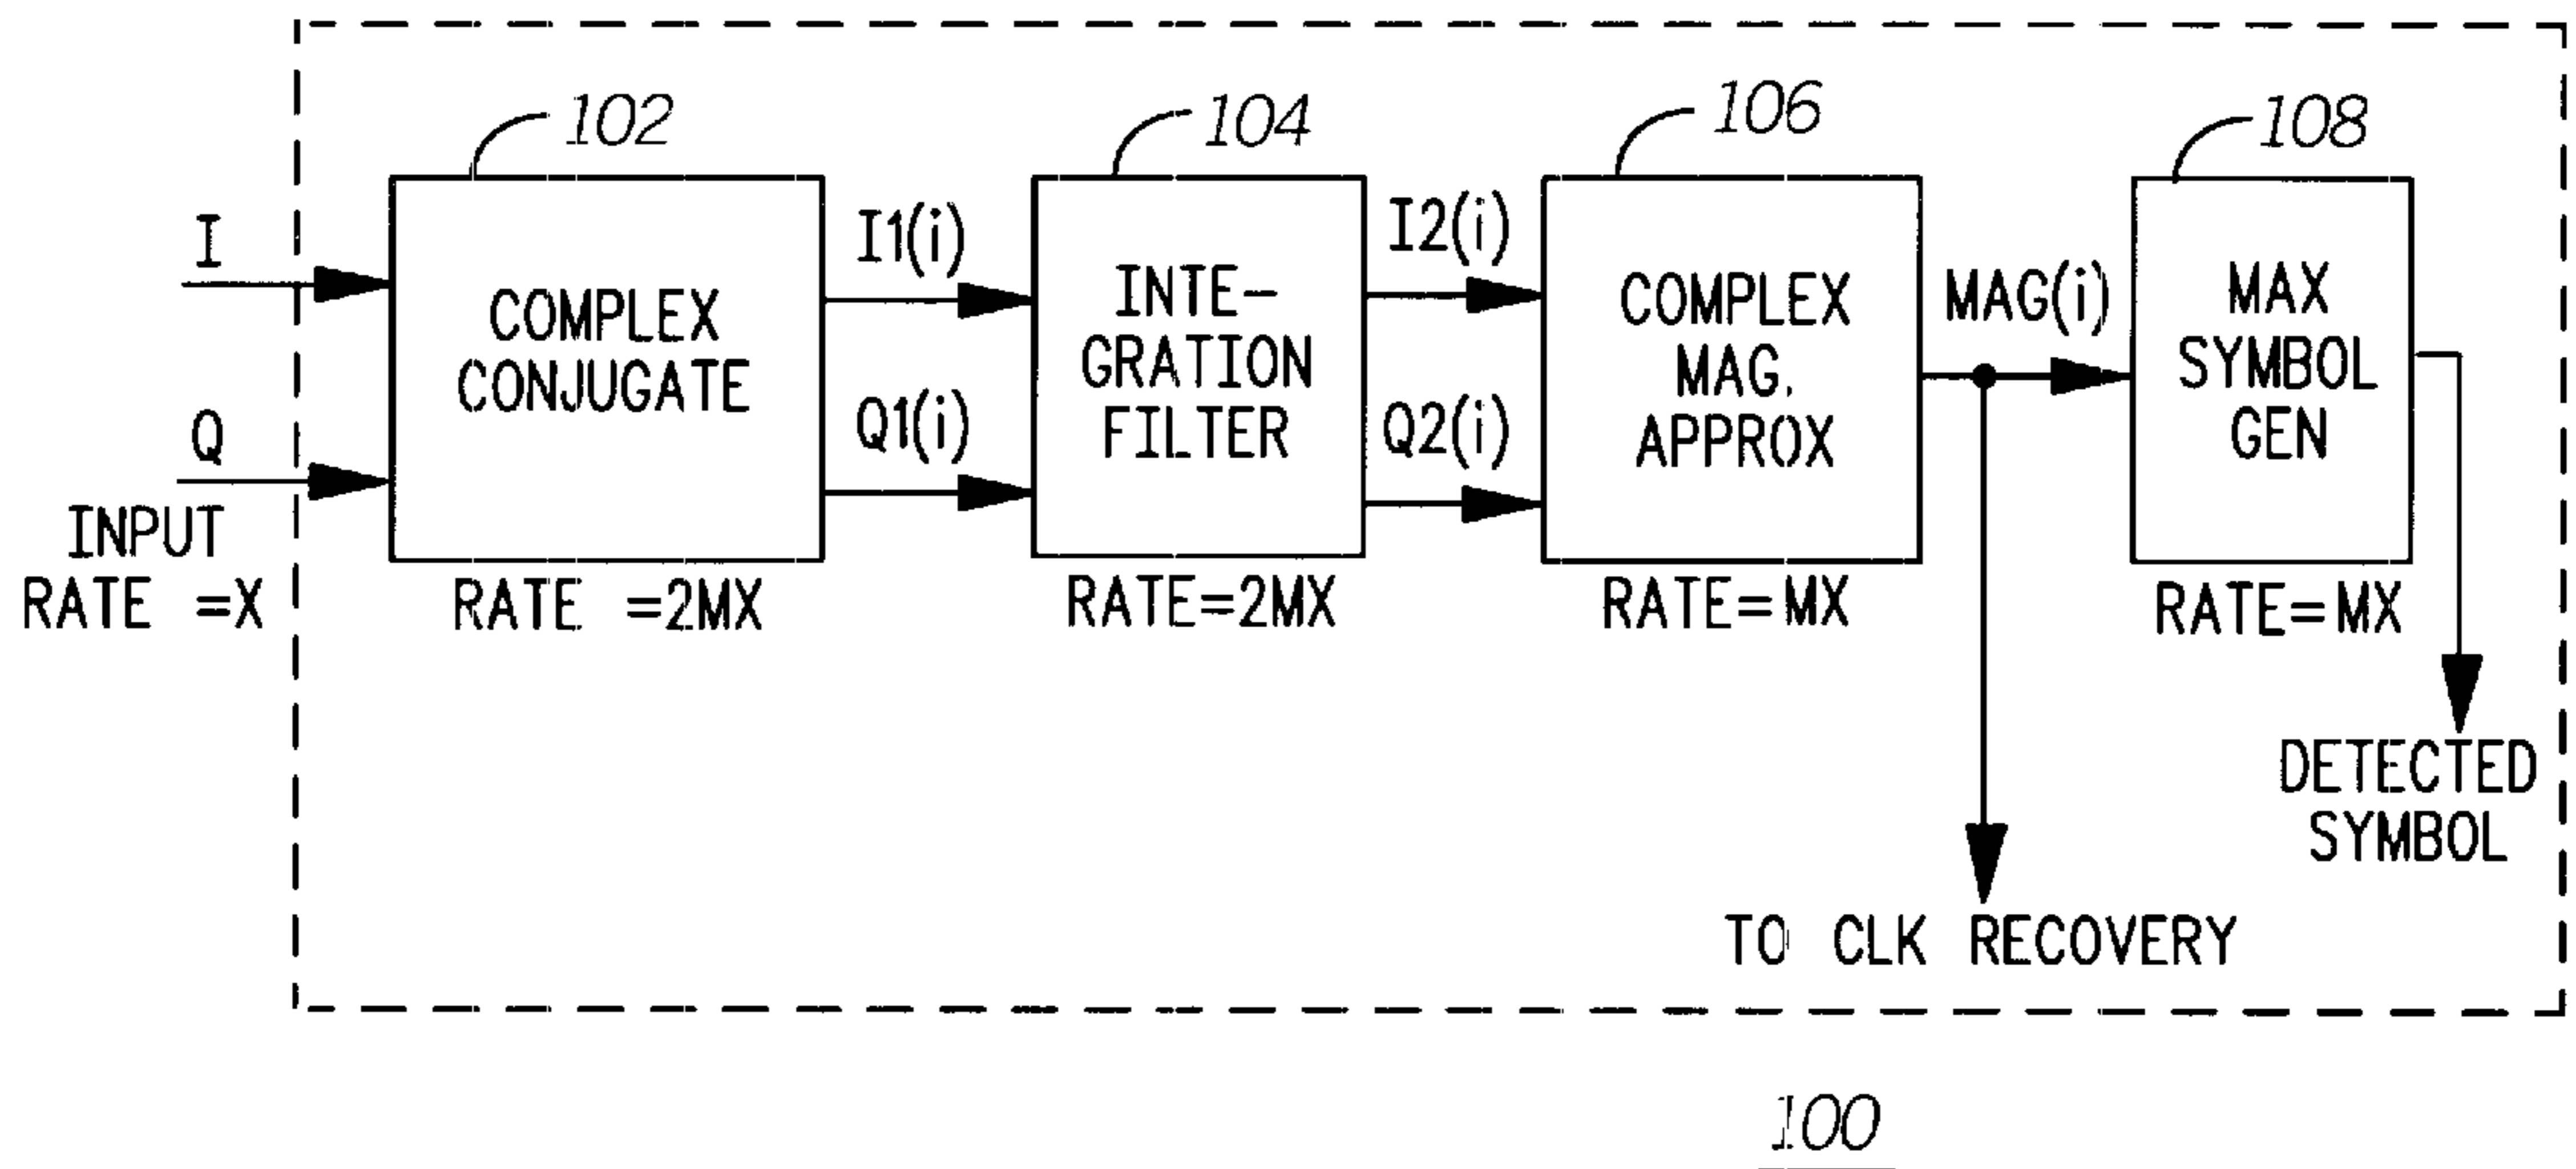 102
104
106
108
I
Q
INPUT
RATE =X
COMPLEX
CONJUGATE
RATE =2MX
I1(i)
Q1(i)
INTE-
GRATION
FILTER
RATE=2MX
I2(i)
Q2(i)
COMPLEX
MAG.
APPROX
RATE=MX
MAG(i)
MAX
SYMBOL
GEN
RATE=MX
DETECTED
SYMBOL
TO CLK RECOVERY
100